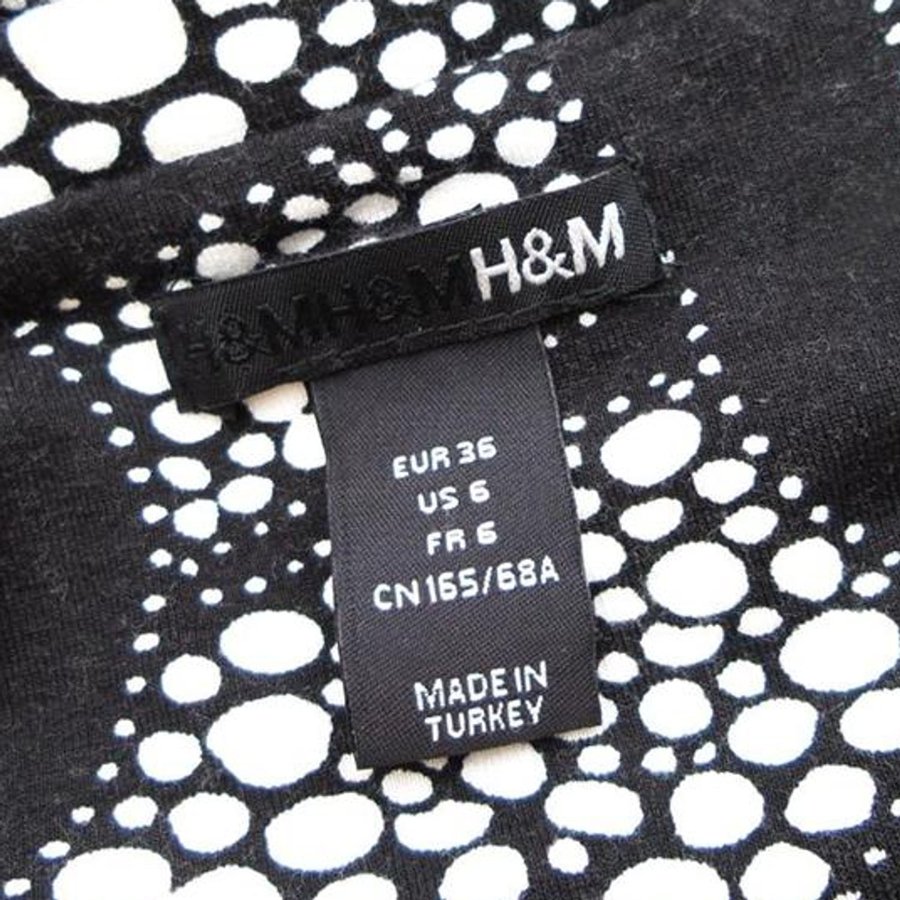 H&MH&MH&M
EUR 36
US 6
FR 6
CN 165/68A
MADE IN
TURKEY